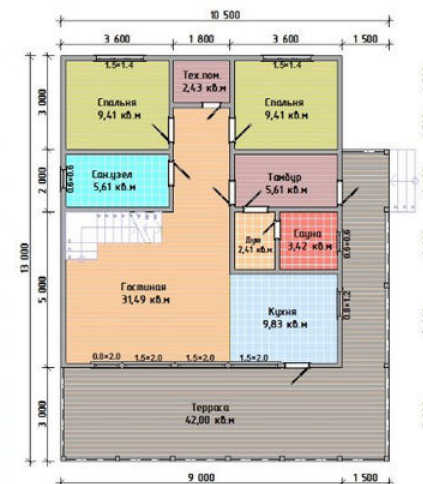 10 500
3 600 1 800 3 600 1 500
1.5×1.4 1.5×1.4
Тех.пом.
2,43 кв.м
Спальня
9,41 кв.м
Спальня
9,41 кв.м
3 000
Сан.узел
5,61 кв.м
0.6×0.6
Тамбур
5,61 кв.м
2 000
13 000
Душ
2,41 кв.м
Сауна
3,42 кв.м
0.6×0.6
Гостиная
31,49 кв.м
5 000
Кухня
9,83 кв.м
0.8×1.2
0.8×2.0 1.5×2.0 1.5×2.0 1.5×2.0
Терраса
42,00 кв.м
3 000
9 000 1 500